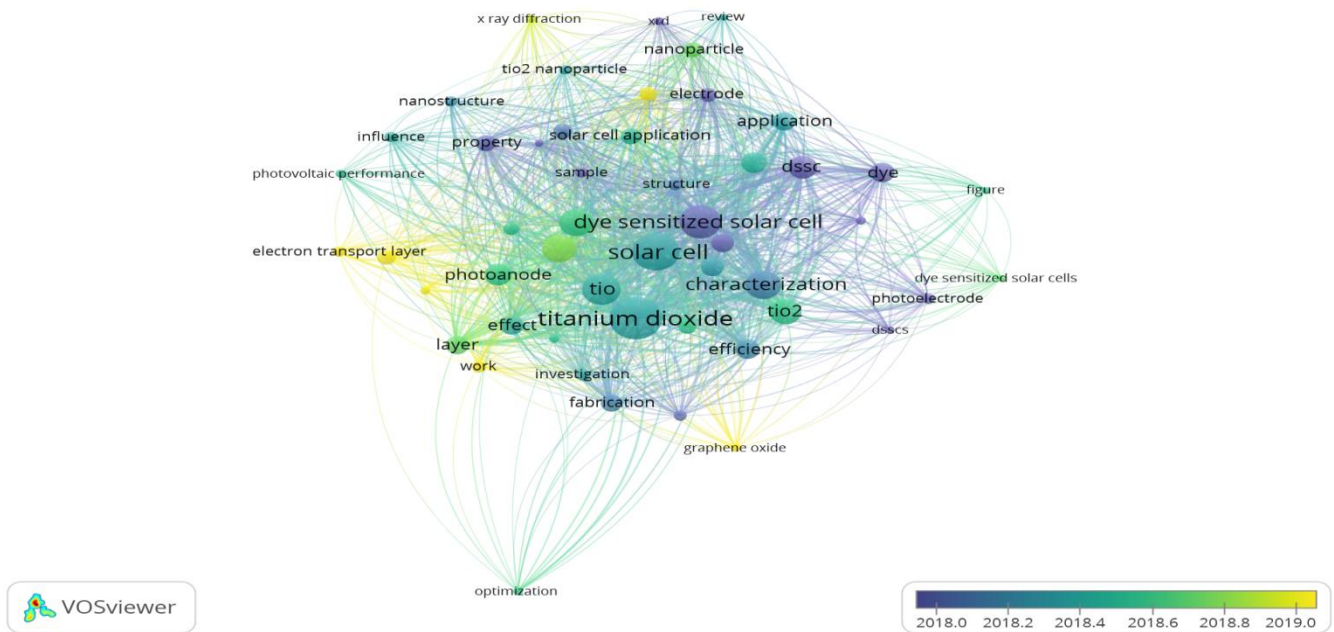 x ray diffraction
xrd
review
nanoparticle
tio2 nanoparticle
electrode
nanostructure
application
influence
property
solar cell application
photovoltaic performance
sample
structure
dssc
dye
figure
dye sensitized solar cell
electron transport layer
solar cell
photoanode
characterization
dye sensitized solar cells
tio
photoelectrode
titanium dioxide
tio2
effect
dsscs
layer
efficiency
work
investigation
fabrication
graphene oxide
optimization
VOSviewer
2018.0 2018.2 2018.4 2018.6 2018.8 2019.0